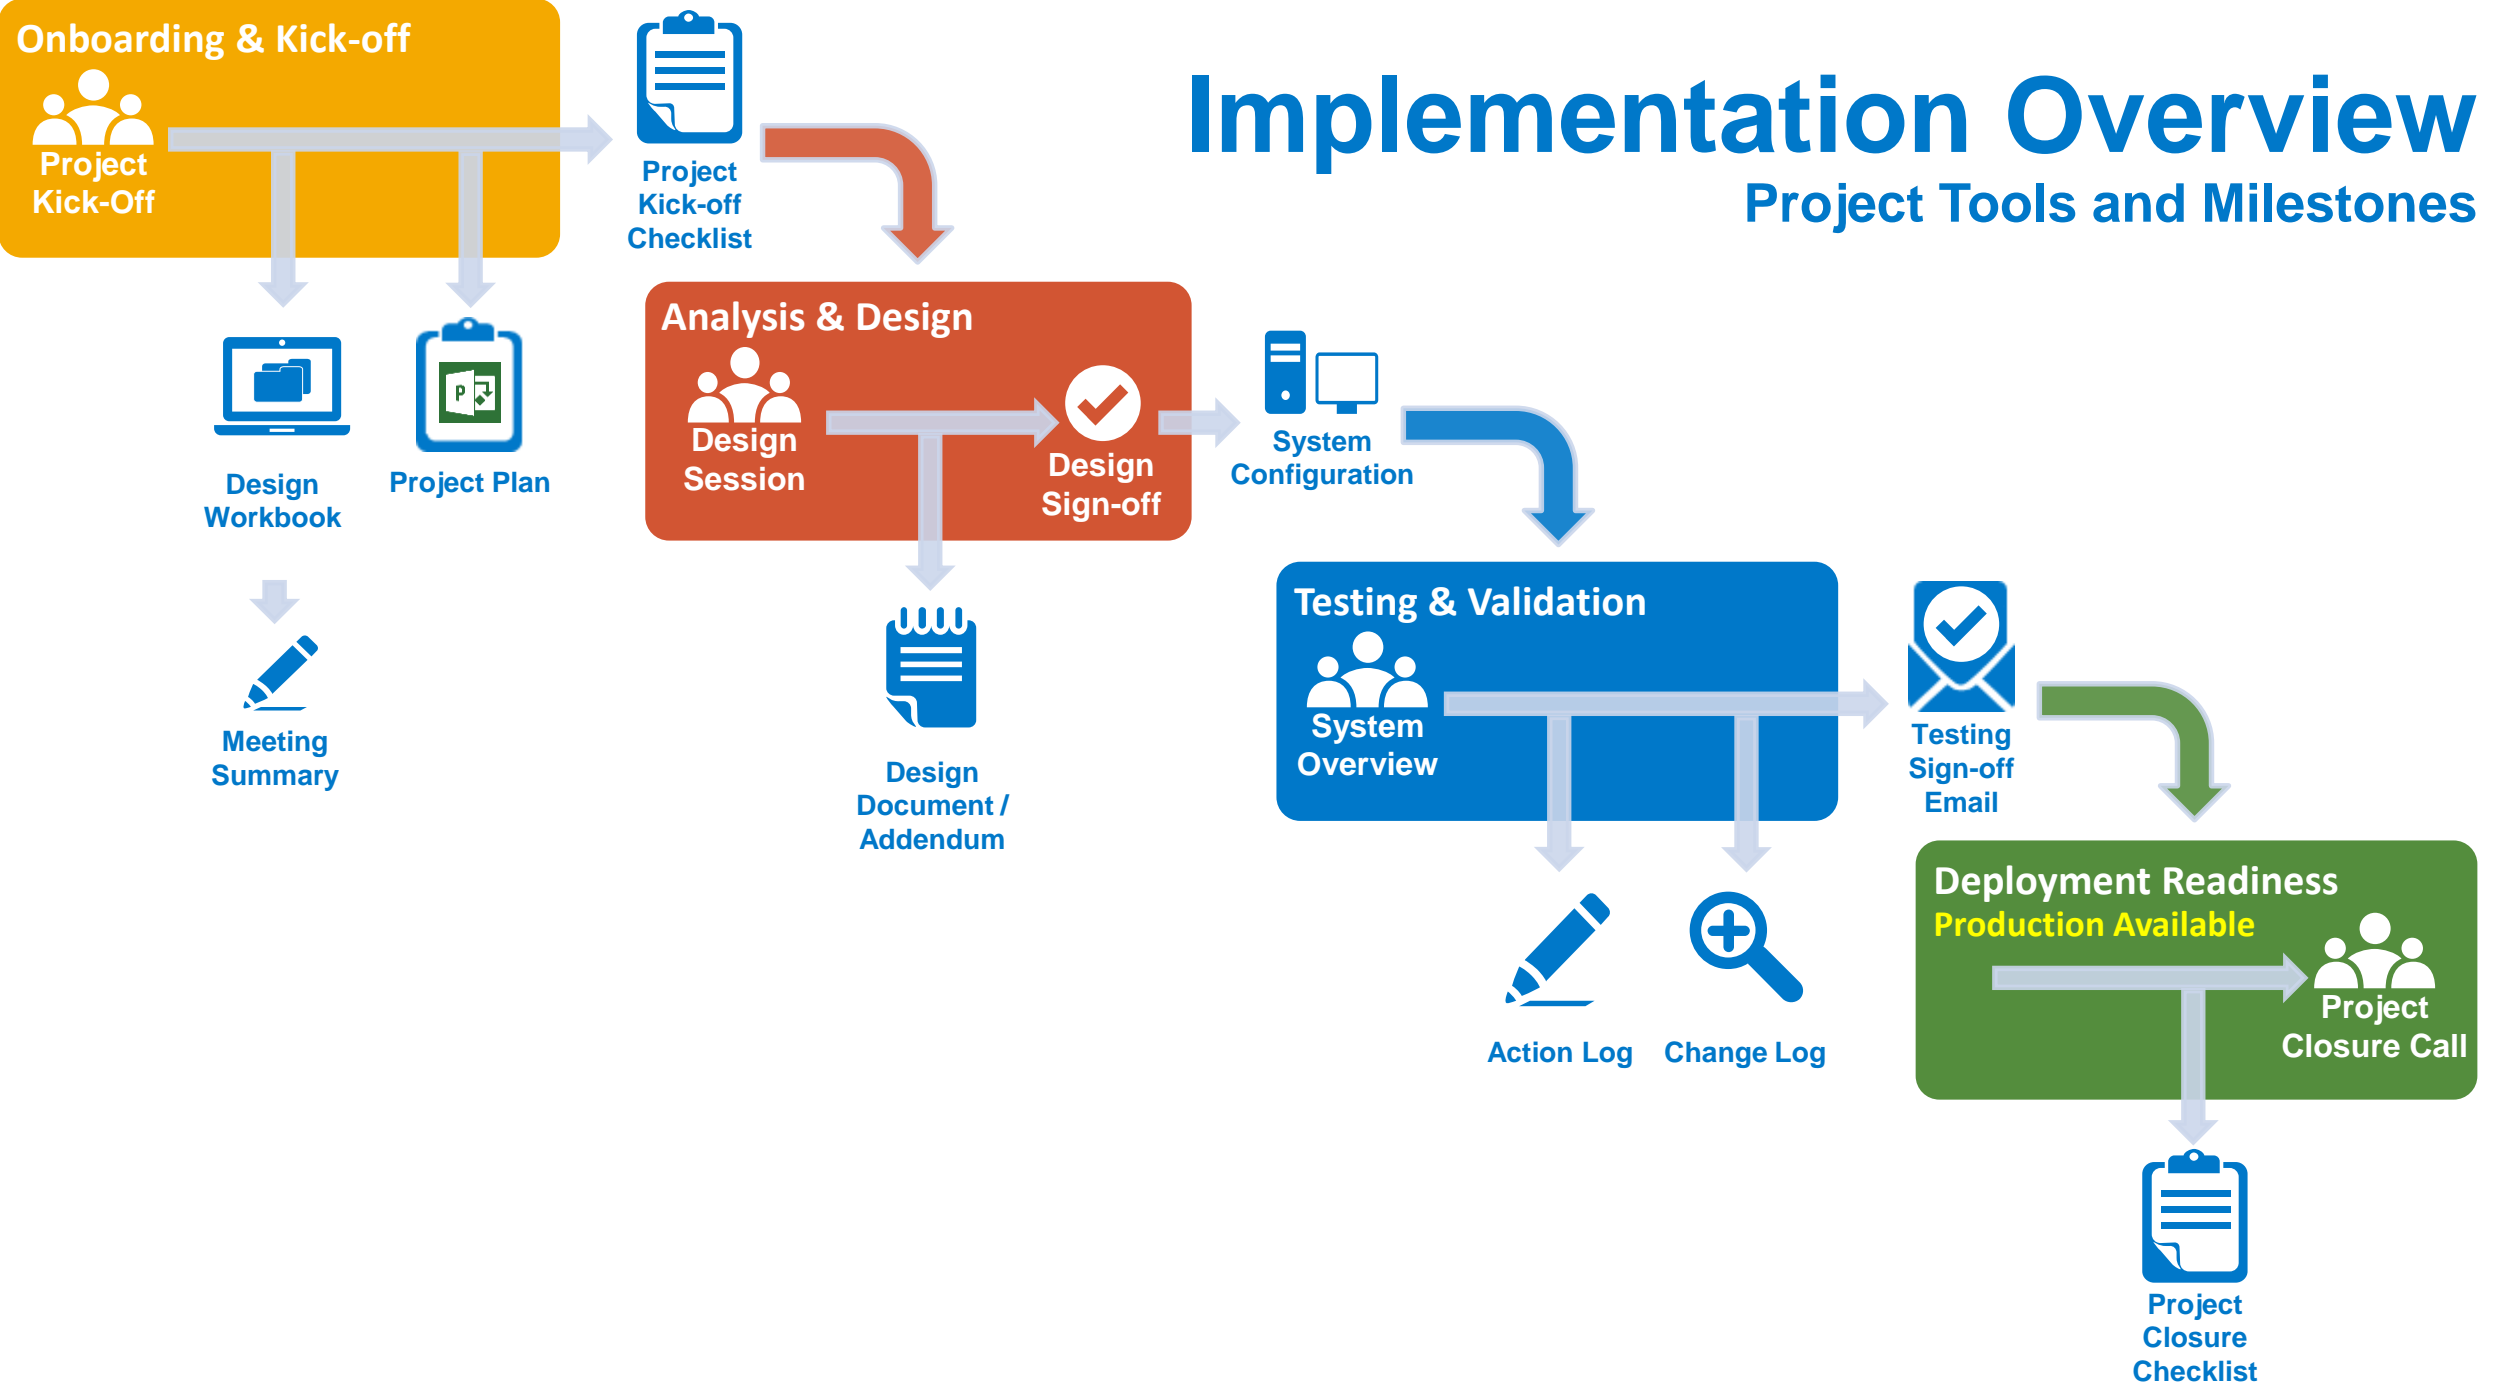 Implementation Overview
Project Tools and Milestones
Onboarding & Kick-off
Project
Kick-Off
Project
Kick-off
Checklist
Design
Workbook
Project Plan
Meeting
Summary
Analysis & Design
Design
Session
Design
Sign-off
System
Configuration
Design
Document /
Addendum
Testing & Validation
System
Overview
Testing
Sign-off
Email
Action Log
Change Log
Deployment Readiness
Production Available
Project
Closure Call
Project
Closure
Checklist
P